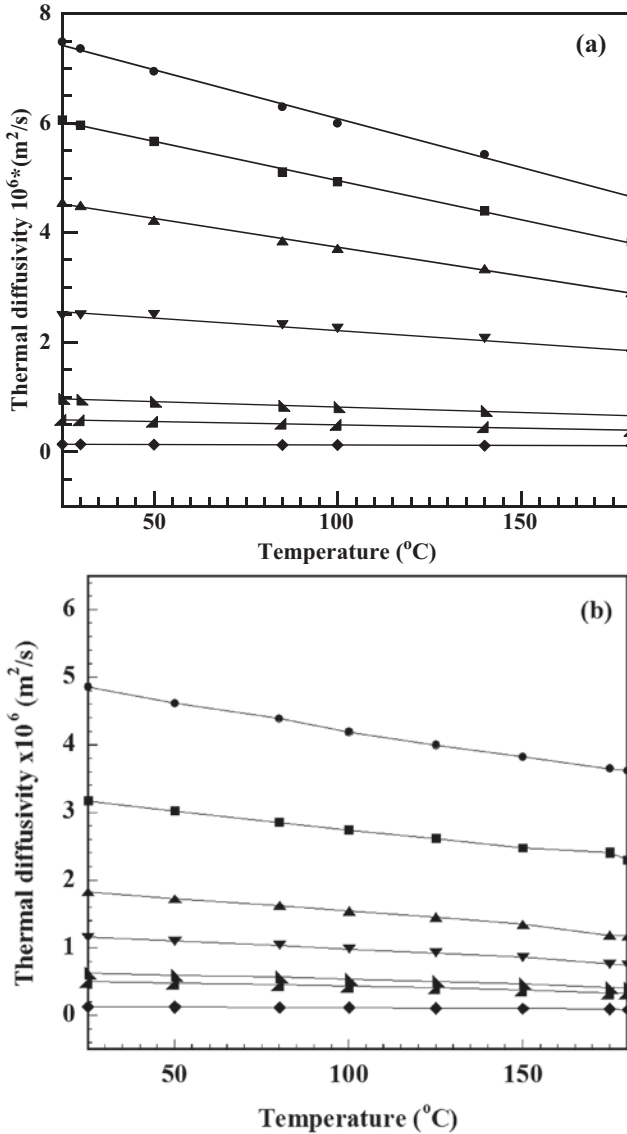 8
(a)
6
4
2
0
50 100 150
Thermal diffusivity 10⁶*(m²/s)
Temperature (°C)
6
(b)
5
4
3
2
1
0
50 100 150
Thermal diffusivity x10⁶ (m²/s)
Temperature (°C)